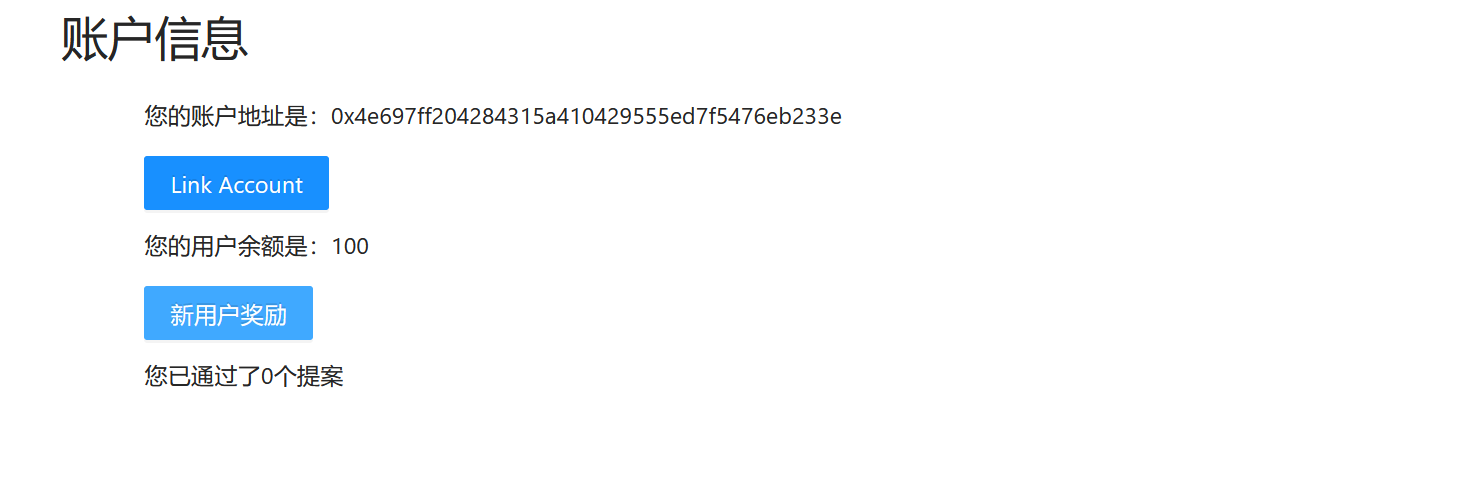 账户信息
您的账户地址是：0x4e697ff204284315a410429555ed7f5476eb233e
Link Account
您的用户余额是：100
新用户奖励
您已通过了0个提案